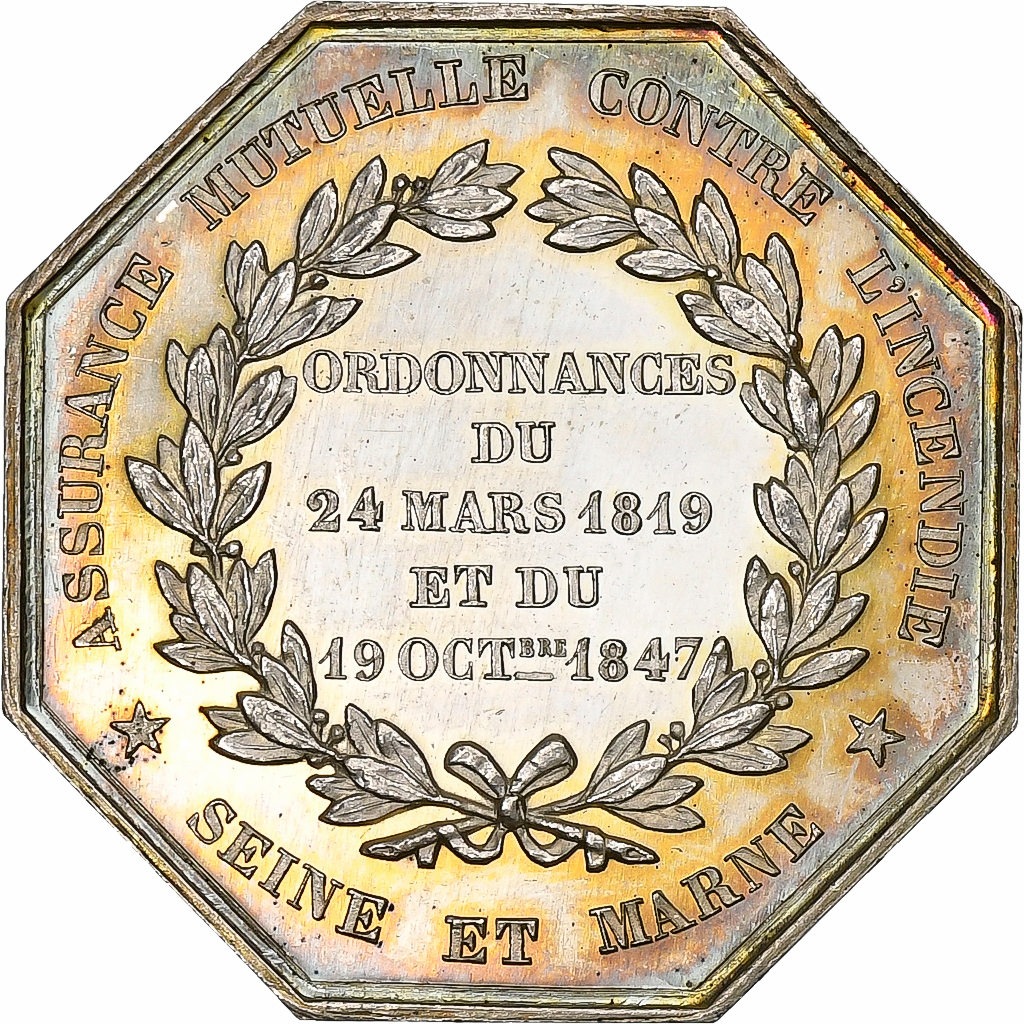 ASSURANCE MUTUELLE CONTRE L'INCENDIE
ORDONNANCES
DU
24 MARS 1819
ET DU
19 OCTBRE 1847
SEINE ET MARNE